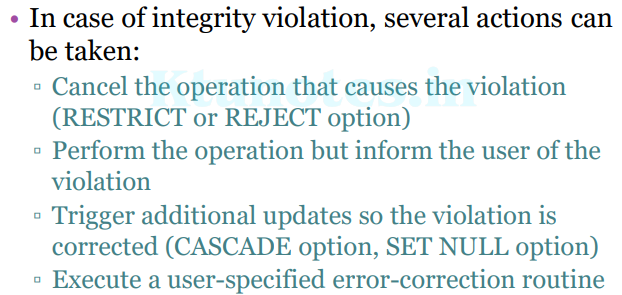 • In case of integrity violation, several actions can
be taken:
▫ Cancel the operation that causes the violation
(RESTRICT or REJECT option)
▫ Perform the operation but inform the user of the
violation
▫ Trigger additional updates so the violation is
corrected (CASCADE option, SET NULL option)
▫ Execute a user-specified error-correction routine
Ktunotes.in